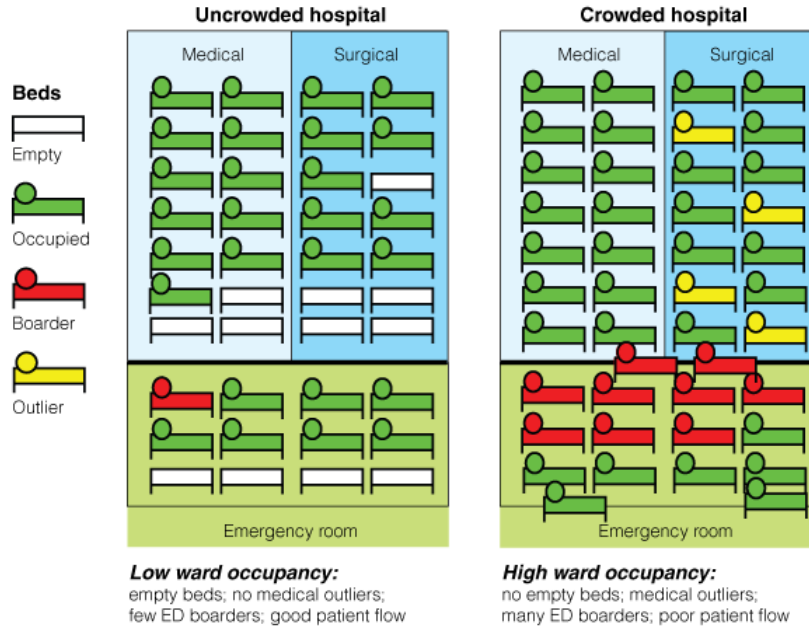 Uncrowded hospital
Crowded hospital
Medical
Surgical
Medical
Surgical
Beds
Empty
Occupied
Boarder
Outlier
Emergency room
Emergency room
Low ward occupancy:
empty beds; no medical outliers;
few ED boarders; good patient flow
High ward occupancy:
no empty beds; medical outliers;
many ED boarders; poor patient flow